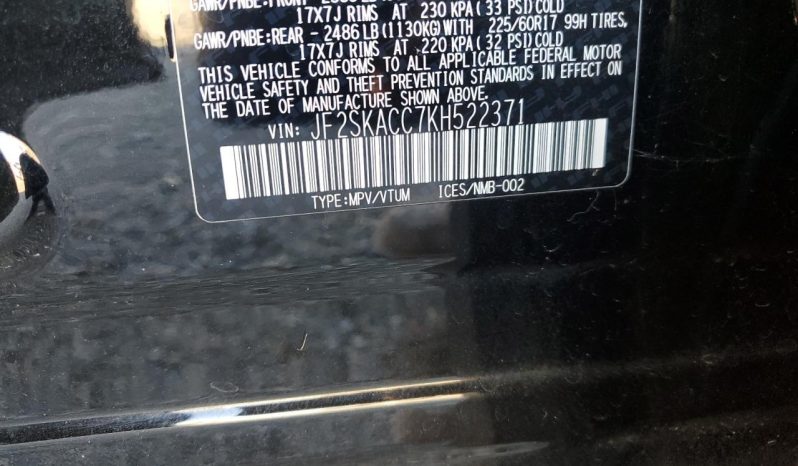 GAWR/PNBE:FRONT
17X7J RIMS AT 230 KPA(33 PSI)COLD
GAWR/PNBE:REAR - 2486 LB(1130KG)WITH 225/60R17 99H TIRES,
17X7J RIMS AT 220 KPA(32 PSI)COLD
THIS VEHICLE CONFORMS TO ALL APPLICABLE FEDERAL MOTOR
VEHICLE SAFETY AND THEFT PREVENTION STANDARDS IN EFFECT ON
THE DATE OF MANUFACTURE SHOWN ABOVE.
VIN: JF2SKACC7KH522371
TYPE:MPV/VTUM ICES/NMB-002